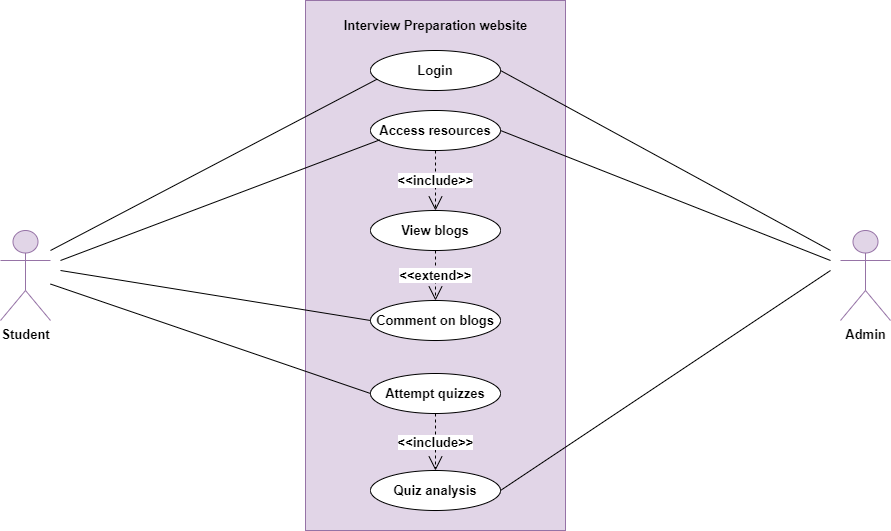 Interview Preparation website
Login
Access resources
<<include>>
View blogs
<<extend>>
Comment on blogs
Student
Admin
Attempt quizzes
<<include>>
Quiz analysis